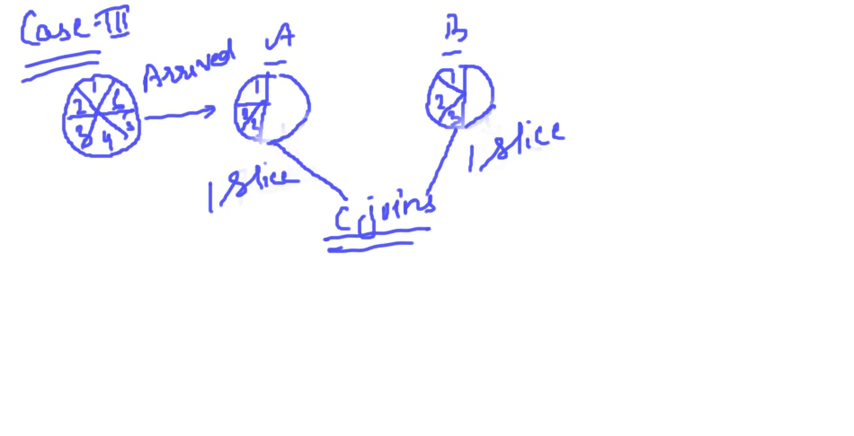 Case-III
Arrived
A
B
1 2 3 4 5 6
1 2 3
1 2 3
1 slice
1 slice
C joins